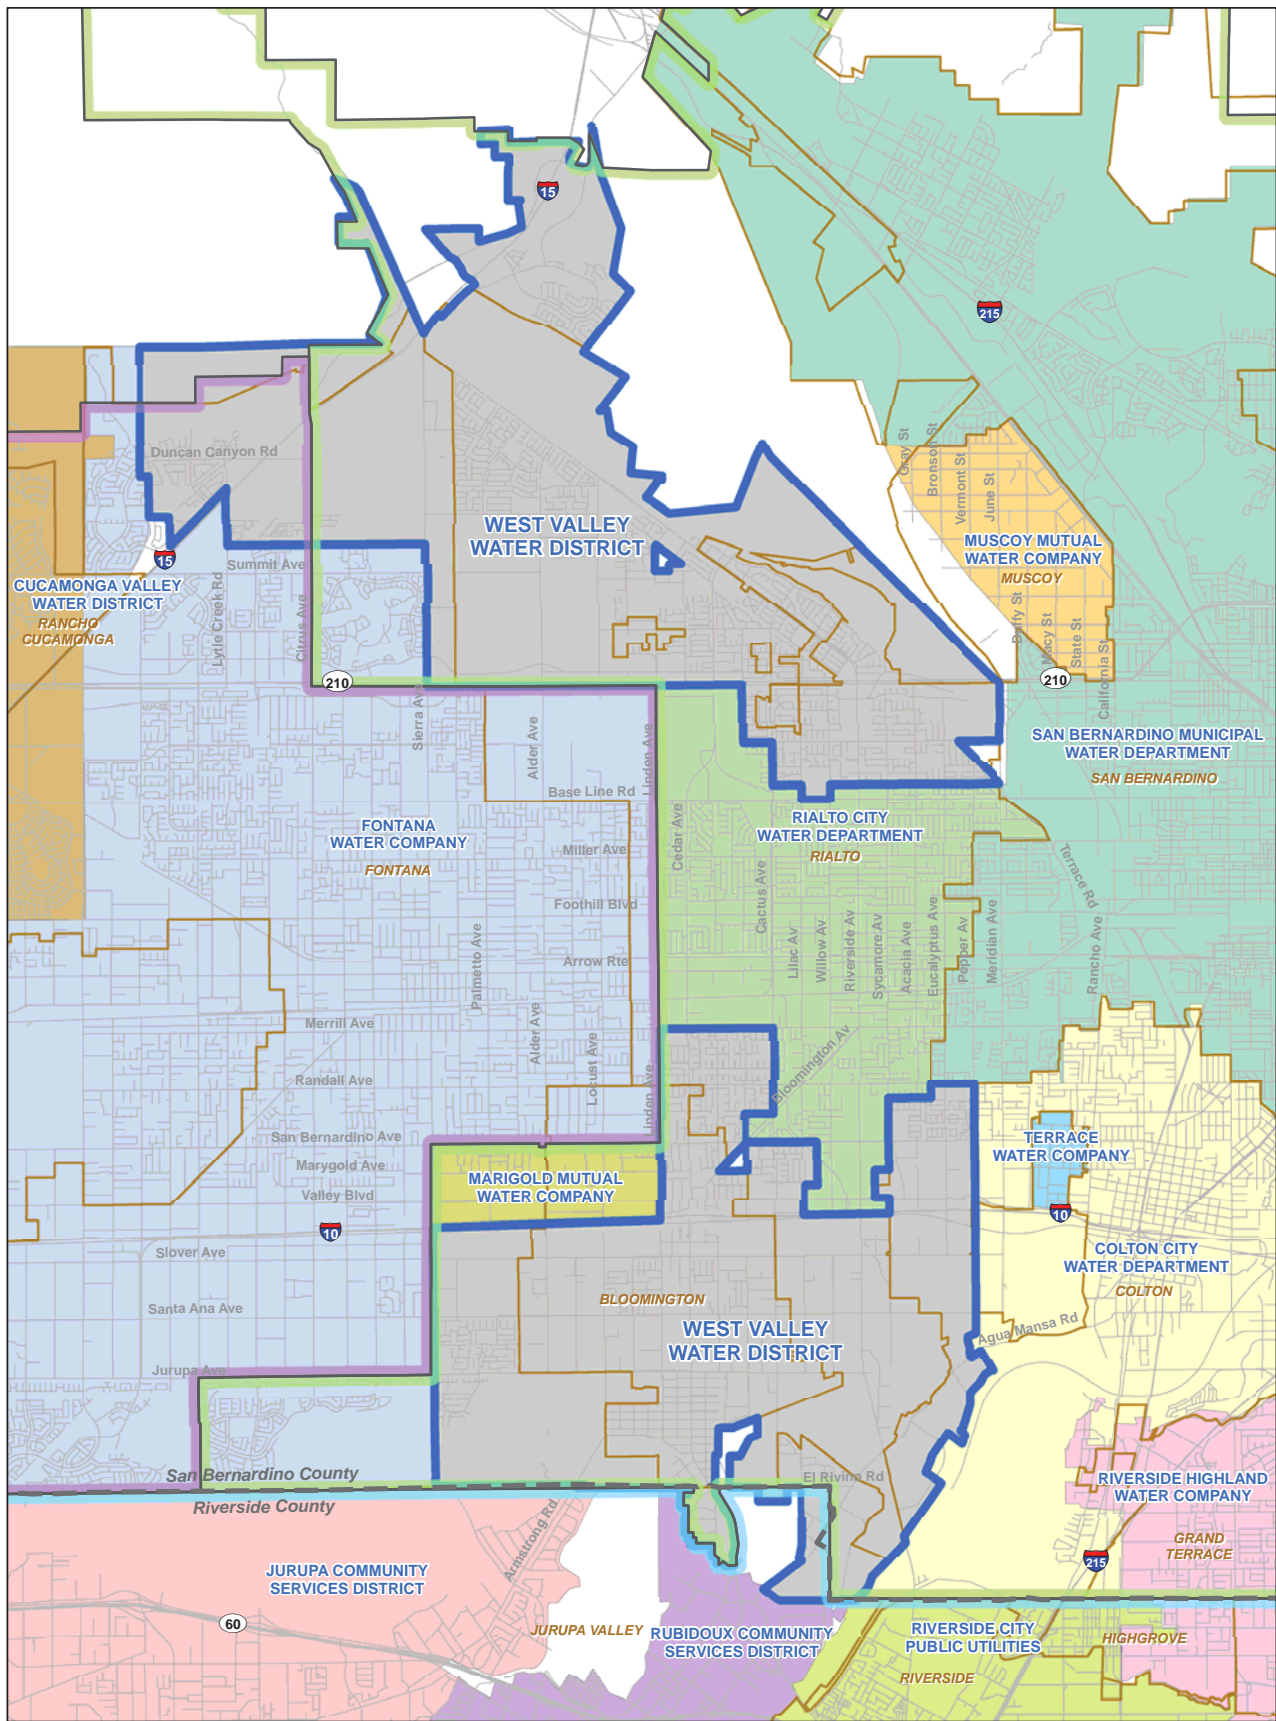 15
215
Duncan Canyon Rd
Gray St
Bronson St
Vermont St
June St
WEST VALLEY
WATER DISTRICT
MUSCOY MUTUAL
WATER COMPANY
MUSCOY
15
Summit Ave
CUCAMONGA VALLEY
WATER DISTRICT
RANCHO
CUCAMONGA
Lytle Creek Rd
Citrus Ave
Duffy St
Macy St
State St
California St
210
210
Sierra Ave
Alder Ave
Linden Ave
SAN BERNARDINO MUNICIPAL
WATER DEPARTMENT
SAN BERNARDINO
Base Line Rd
FONTANA
WATER COMPANY
FONTANA
RIALTO CITY
WATER DEPARTMENT
RIALTO
Cedar Ave
Miller Ave
Terrace Rd
Foothill Blvd
Cactus Ave
Lilac Av
Willow Av
Riverside Av
Sycamore Av
Acacia Ave
Eucalyptus Ave
Pepper Av
Meridian Ave
Rancho Ave
Palmetto Ave
Arrow Rte
Merrill Ave
Alder Ave
Locust Ave
Linden Ave
Bloomington Av
Randall Ave
San Bernardino Ave
Marygold Ave
Valley Blvd
TERRACE
WATER COMPANY
MARIGOLD MUTUAL
WATER COMPANY
10
10
Slover Ave
COLTON CITY
WATER DEPARTMENT
COLTON
Santa Ana Ave
BLOOMINGTON
WEST VALLEY
WATER DISTRICT
Agua Mansa Rd
Jurupa Ave
San Bernardino County
Riverside County
El Rivino Rd
RIVERSIDE HIGHLAND
WATER COMPANY
GRAND
TERRACE
Armstrong Rd
215
JURUPA COMMUNITY
SERVICES DISTRICT
60
JURUPA VALLEY
RUBIDOUX COMMUNITY
SERVICES DISTRICT
RIVERSIDE CITY
PUBLIC UTILITIES
RIVERSIDE
HIGHGROVE